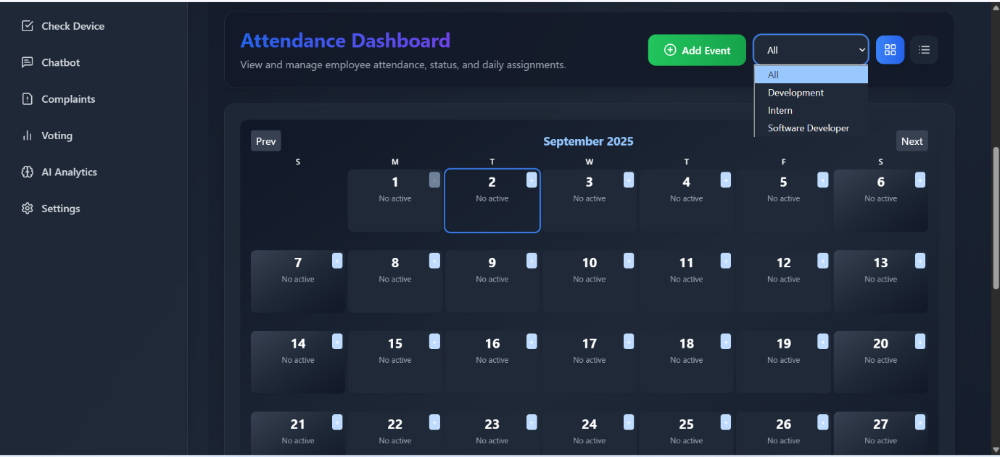 Check Device
Chatbot
Complaints
Voting
AI Analytics
Settings
Attendance Dashboard
View and manage employee attendance, status, and daily assignments.
Add Event
All
All
Development
Intern
Software Developer
Prev
September 2025
Next
S M T W T F S
1 + 2 + 3 + 4 + 5 + 6 +
No active No active No active No active No active No active
7 + 8 + 9 + 10 + 11 + 12 + 13 +
No active No active No active No active No active No active No active
14 + 15 + 16 + 17 + 18 + 19 + 20 +
No active No active No active No active No active No active No active
21 + 22 + 23 + 24 + 25 + 26 + 27 +
No active No active No active No active No active No active No active